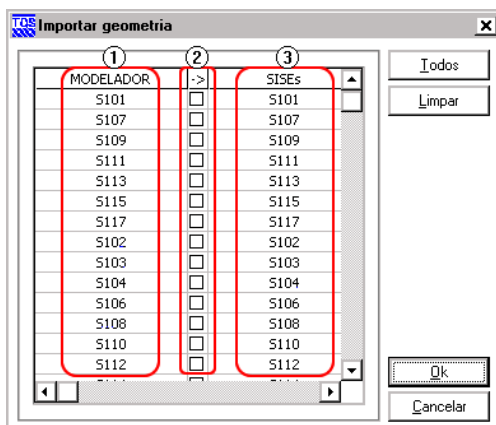 TQS Importar geometria
1 2 3
MODELADOR -> SISEs
S101 S101
S107 S107
S109 S109
S111 S111
S113 S113
S115 S115
S117 S117
S102 S102
S103 S103
S104 S104
S106 S106
S108 S108
S110 S110
S112 S112
Todos
Limpar
Ok
Cancelar